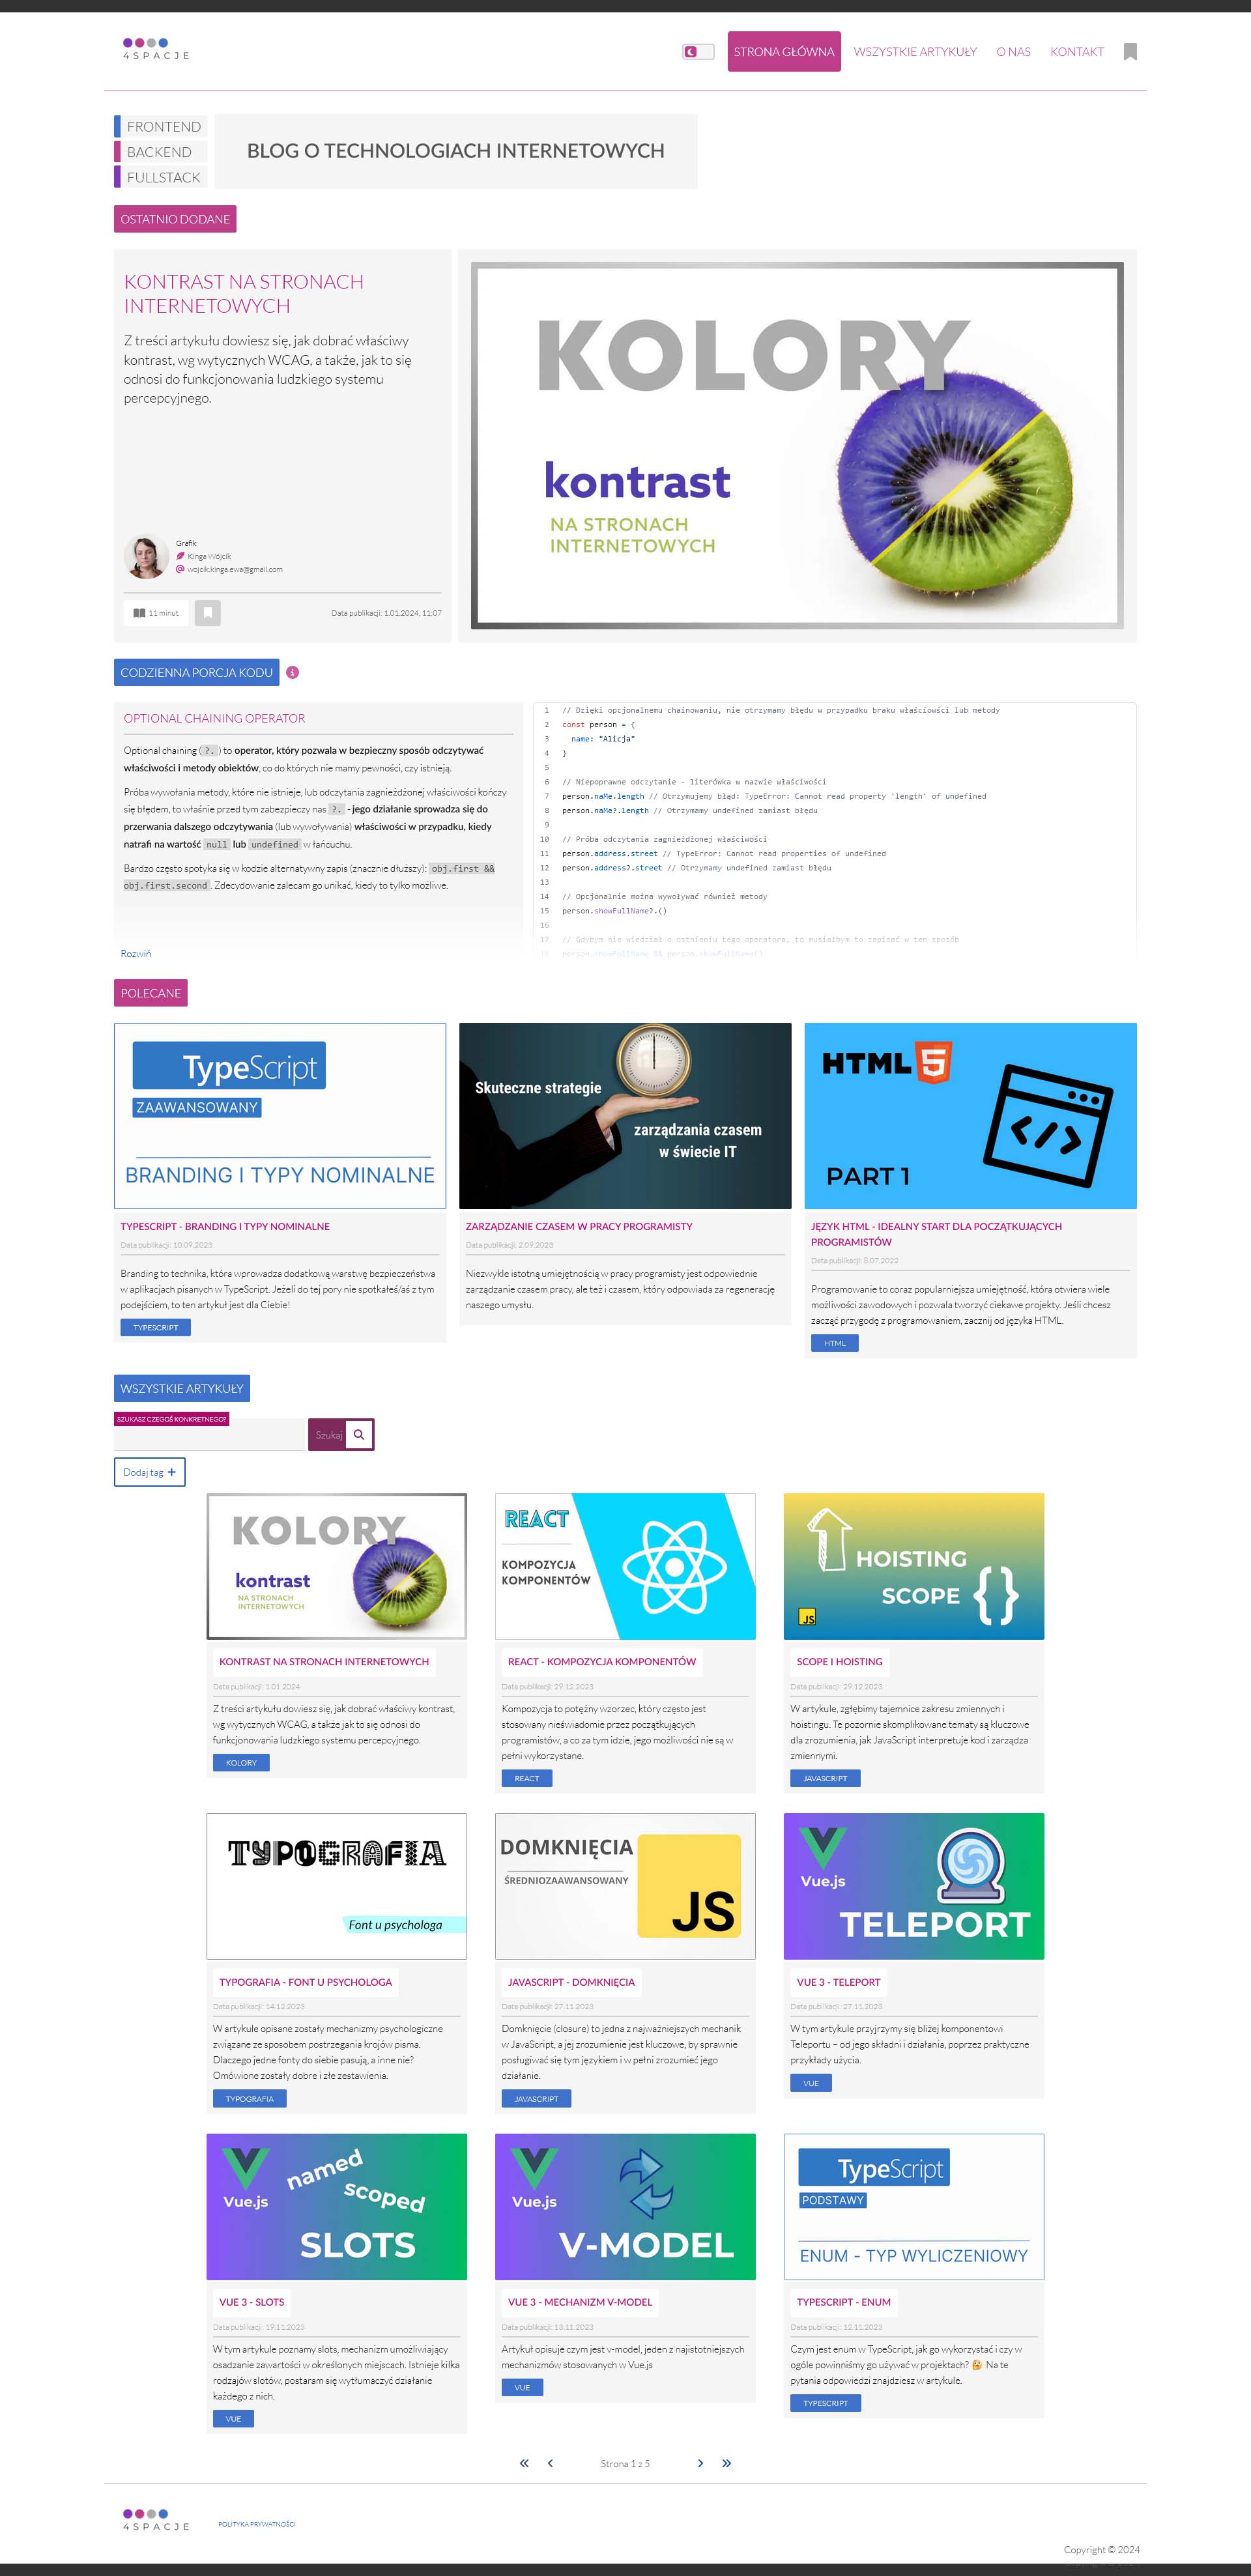 4SPACJE
STRONA GŁÓWNA
WSZYSTKIE ARTYKUŁY
O NAS
KONTAKT
FRONTEND
BACKEND
FULLSTACK
BLOG O TECHNOLOGIACH INTERNETOWYCH
OSTATNIO DODANE
KONTRAST NA STRONACH
INTERNETOWYCH
Z treści artykułu dowiesz się, jak dobrać właściwy
kontrast, wg wytycznych WCAG, a także, jak to się
odnosi do funkcjonowania ludzkiego systemu
percepcyjnego.
Grafik
Kinga Wójcik
wojcik.kinga.ewa@gmail.com
11 minut
Data publikacji: 1.01.2024, 11:07
KOLORY
kontrast
NA STRONACH
INTERNETOWYCH
CODZIENNA PORCJA KODU
OPTIONAL CHAINING OPERATOR
Optional chaining ( ?. ) to operator, który pozwala w bezpieczny sposób odczytywać
właściwości i metody obiektów, co do których nie mamy pewności, czy istnieją.
Próba wywołania metody, które nie istnieje, lub odczytania zagnieżdżonej właściwości kończy
się błędem, to właśnie przed tym zabezpieczy nas ?. - jego działanie sprowadza się do
przerwania dalszego odczytywania (lub wywoływania) właściwości w przypadku, kiedy
natrafi na wartość null lub undefined w łańcuchu.
Bardzo często spotyka się w kodzie alternatywny zapis (znacznie dłuższy): obj.first &&
obj.first.second . Zdecydowanie zalecam go unikać, kiedy to tylko możliwe.
Rozwiń
1 // Dzięki opcjonalnemu chainowaniu, nie otrzymamy błędu w przypadku braku właściowści lub metody
2 const person = {
3 name: "Alicja"
4 }
5
6 // Niepoprawne odczytanie - literówka w nazwie właściwości
7 person.naMe.length // Otrzymujemy błąd: TypeError: Cannot read property 'length' of undefined
8 person.naMe?.length // Otrzymamy undefined zamiast błędu
9
10 // Próba odczytania zagnieżdżonej właściwości
11 person.address.street // TypeError: Cannot read properties of undefined
12 person.address?.street // Otrzymamy undefined zamiast błędu
13
14 // Opcjonalnie można wywoływać również metody
15 person.showFullName?.()
16
17 // Gdybym nie wiedział o ostnieniu tego operatora, to musiałbym to zapisać w ten sposób
18 person.showFullName && person.showFullName()
POLECANE
TypeScript
ZAAWANSOWANY
BRANDING I TYPY NOMINALNE
TYPESCRIPT - BRANDING I TYPY NOMINALNE
Data publikacji: 10.09.2023
Branding to technika, która wprowadza dodatkową warstwę bezpieczeństwa
w aplikacjach pisanych w TypeScript. Jeżeli do tej pory nie spotkałeś/aś z tym
podejściem, to ten artykuł jest dla Ciebie!
TYPESCRIPT
Skuteczne strategie
zarządzania czasem
w świecie IT
ZARZĄDZANIE CZASEM W PRACY PROGRAMISTY
Data publikacji: 2.09.2023
Niezwykle istotną umiejętnością w pracy programisty jest odpowiednie
zarządzanie czasem pracy, ale też i czasem, który odpowiada za regenerację
naszego umysłu.
HTML 5
PART 1
JĘZYK HTML - IDEALNY START DLA POCZĄTKUJĄCYCH
PROGRAMISTÓW
Data publikacji: 8.07.2022
Programowanie to coraz popularniejsza umiejętność, która otwiera wiele
możliwości zawodowych i pozwala tworzyć ciekawe projekty. Jeśli chcesz
zacząć przygodę z programowaniem, zacznij od języka HTML.
HTML
WSZYSTKIE ARTYKUŁY
SZUKASZ CZEGOŚ KONKRETNEGO?
Szukaj
Dodaj tag +
KOLORY
kontrast
NA STRONACH
INTERNETOWYCH
KONTRAST NA STRONACH INTERNETOWYCH
Data publikacji: 1.01.2024
Z treści artykułu dowiesz się, jak dobrać właściwy kontrast,
wg wytycznych WCAG, a także jak to się odnosi do
funkcjonowania ludzkiego systemu percepcyjnego.
KOLORY
REACT
KOMPOZYCJA
KOMPONENTÓW
REACT - KOMPOZYCJA KOMPONENTÓW
Data publikacji: 29.12.2023
Kompozycja to potężny wzorzec, który często jest
stosowany nieświadomie przez początkujących
programistów, a co za tym idzie, jego możliwości nie są w
pełni wykorzystane.
REACT
HOISTING
SCOPE { }
JS
SCOPE I HOISTING
Data publikacji: 29.12.2023
W artykule, zgłębimy tajemnice zakresu zmiennych i
hoistingu. Te pozornie skomplikowane tematy są kluczowe
dla zrozumienia, jak JavaScript interpretuje kod i zarządza
zmiennymi.
JAVASCRIPT
TYPOGRAFIA
Font u psychologa
TYPOGRAFIA - FONT U PSYCHOLOGA
Data publikacji: 14.12.2023
W artykule opisane zostały mechanizmy psychologiczne
związane ze sposobem postrzegania krojów pisma.
Dlaczego jedne fonty do siebie pasują, a inne nie?
Omówione zostały dobre i złe zestawienia.
TYPOGRAFIA
DOMKNIĘCIA
ŚREDNIOZAAWANSOWANY
JS
JAVASCRIPT - DOMKNIĘCIA
Data publikacji: 27.11.2023
Domknięcie (closure) to jedna z najważniejszych mechanik
w JavaScript, a jej zrozumienie jest kluczowe, by sprawnie
posługiwać się tym językiem i w pełni zrozumieć jego
działanie.
JAVASCRIPT
Vue.js
TELEPORT
VUE 3 - TELEPORT
Data publikacji: 27.11.2023
W tym artykule przyjrzymy się bliżej komponentowi
Teleportu – od jego składni i działania, poprzez praktyczne
przykłady użycia.
VUE
Vue.js
named
scoped
SLOTS
VUE 3 - SLOTS
Data publikacji: 19.11.2023
W tym artykule poznamy slots, mechanizm umożliwiający
osadzanie zawartości w określonych miejscach. Istnieje kilka
rodzajów slotów, postaram się wytłumaczyć działanie
każdego z nich.
VUE
Vue.js
V-MODEL
VUE 3 - MECHANIZM V-MODEL
Data publikacji: 13.11.2023
Artykuł opisuje czym jest v-model, jeden z najistotniejszych
mechanizmów stosowanych w Vue.js
VUE
TypeScript
PODSTAWY
ENUM - TYP WYLICZENIOWY
TYPESCRIPT - ENUM
Data publikacji: 12.11.2023
Czym jest enum w TypeScript, jak go wykorzystać i czy w
ogóle powinniśmy go używać w projektach? Na te
pytania odpowiedzi znajdziesz w artykule.
TYPESCRIPT
Strona 1 z 5
4SPACJE
POLITYKA PRYWATNOŚCI
Copyright © 2024